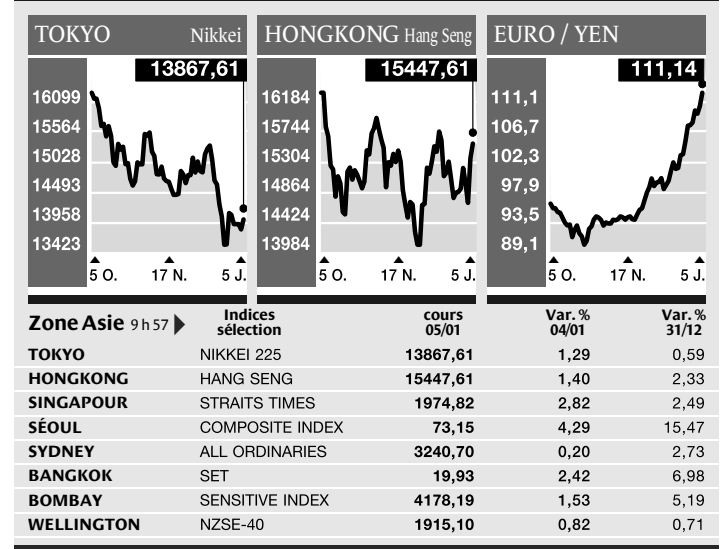 TOKYO Nikkei
13867,61
16099
15564
15028
14493
13958
13423
5 O. 17 N. 5 J.
HONGKONG Hang Seng
15447,61
16184
15744
15304
14864
14424
13984
5 O. 17 N. 5 J.
EURO / YEN
111,14
111,1
106,7
102,3
97,9
93,5
89,1
5 O. 17 N. 5 J.
Zone Asie 9 h 57 Indices sélection cours 05/01 Var. % 04/01 Var. % 31/12
TOKYO NIKKEI 225 13867,61 1,29 0,59
HONGKONG HANG SENG 15447,61 1,40 2,33
SINGAPOUR STRAITS TIMES 1974,82 2,82 2,49
SÉOUL COMPOSITE INDEX 73,15 4,29 15,47
SYDNEY ALL ORDINARIES 3240,70 0,20 2,73
BANGKOK SET 19,93 2,42 6,98
BOMBAY SENSITIVE INDEX 4178,19 1,53 5,19
WELLINGTON NZSE-40 1915,10 0,82 0,71